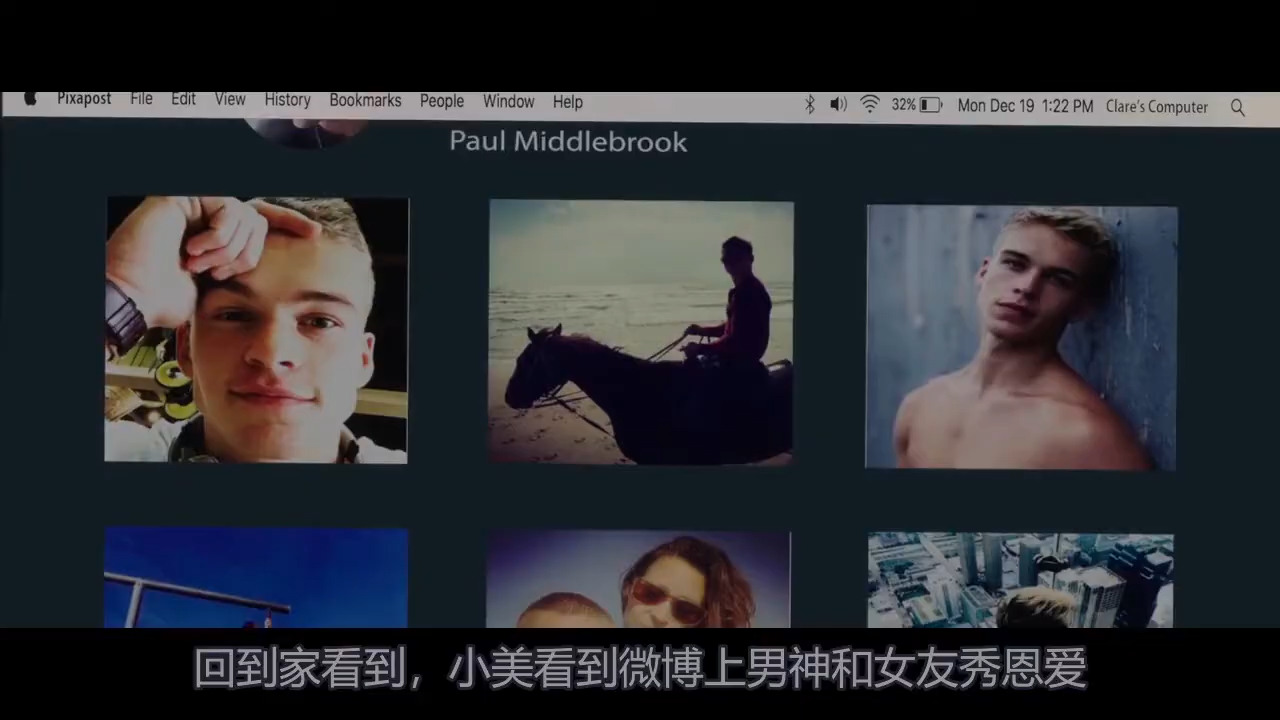 Pixapost File Edit View History Bookmarks People Window Help 32% Mon Dec 19 1:22 PM Clare's Computer
Paul Middlebrook
回到家看到，小美看到微博上男神和女友秀恩爱